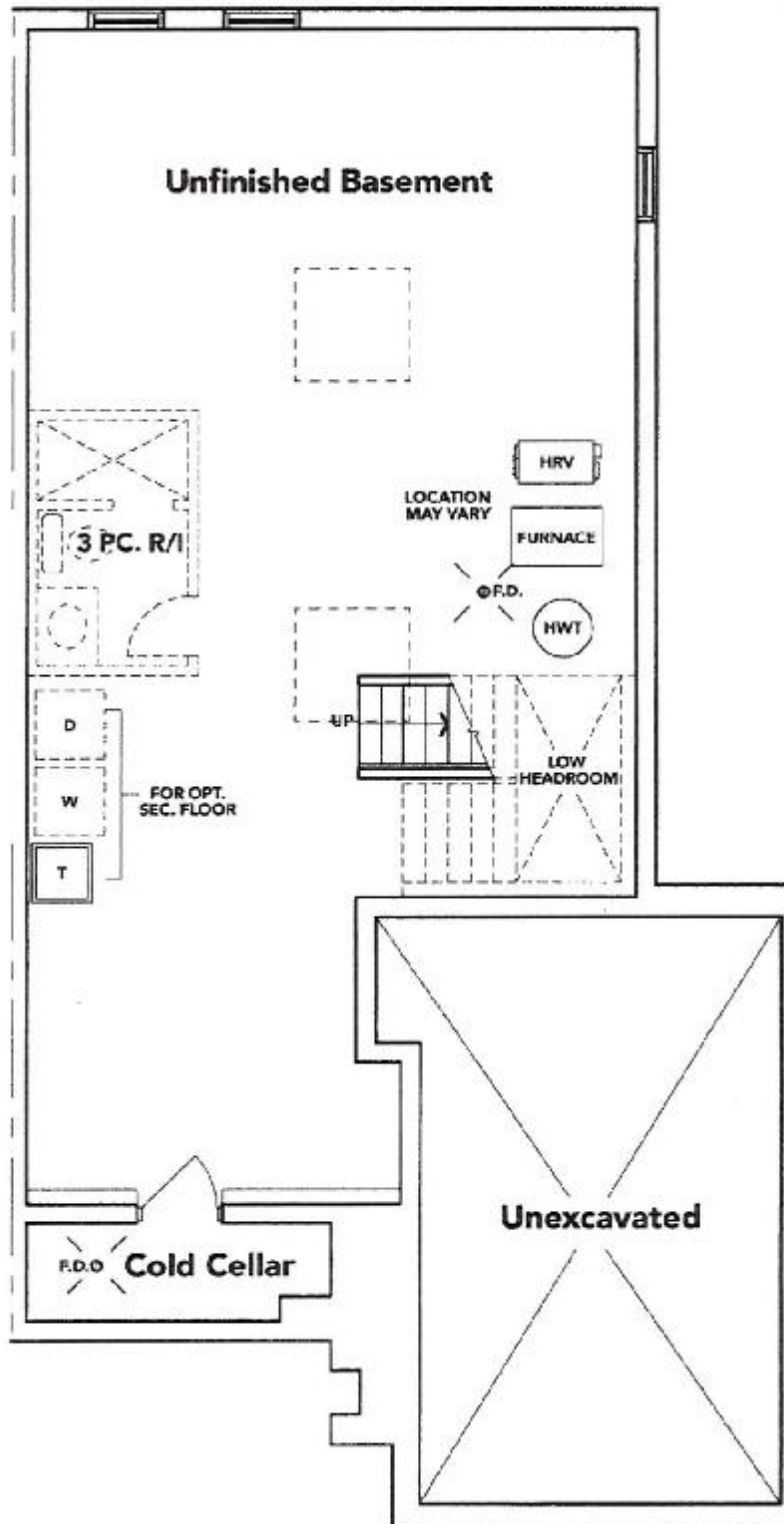 Unfinished Basement
HRV
LOCATION
MAY VARY
FURNACE
3 PC. R/I
F.D.
HWT
UP
D
LOW
HEADROOM
W
FOR OPT.
SEC. FLOOR
T
Unexcavated
F.D.
Cold Cellar